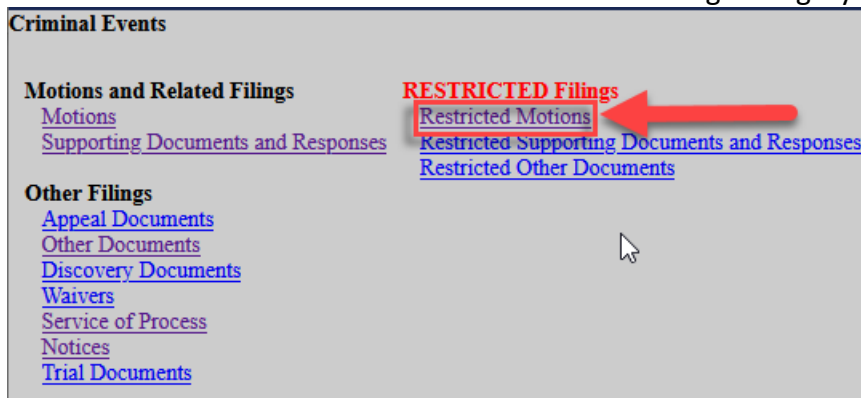 Criminal Events
Motions and Related Filings
Motions
Supporting Documents and Responses
Other Filings
Appeal Documents
Other Documents
Discovery Documents
Waivers
Service of Process
Notices
Trial Documents
RESTRICTED Filings
Restricted Motions
Restricted Supporting Documents and Responses
Restricted Other Documents